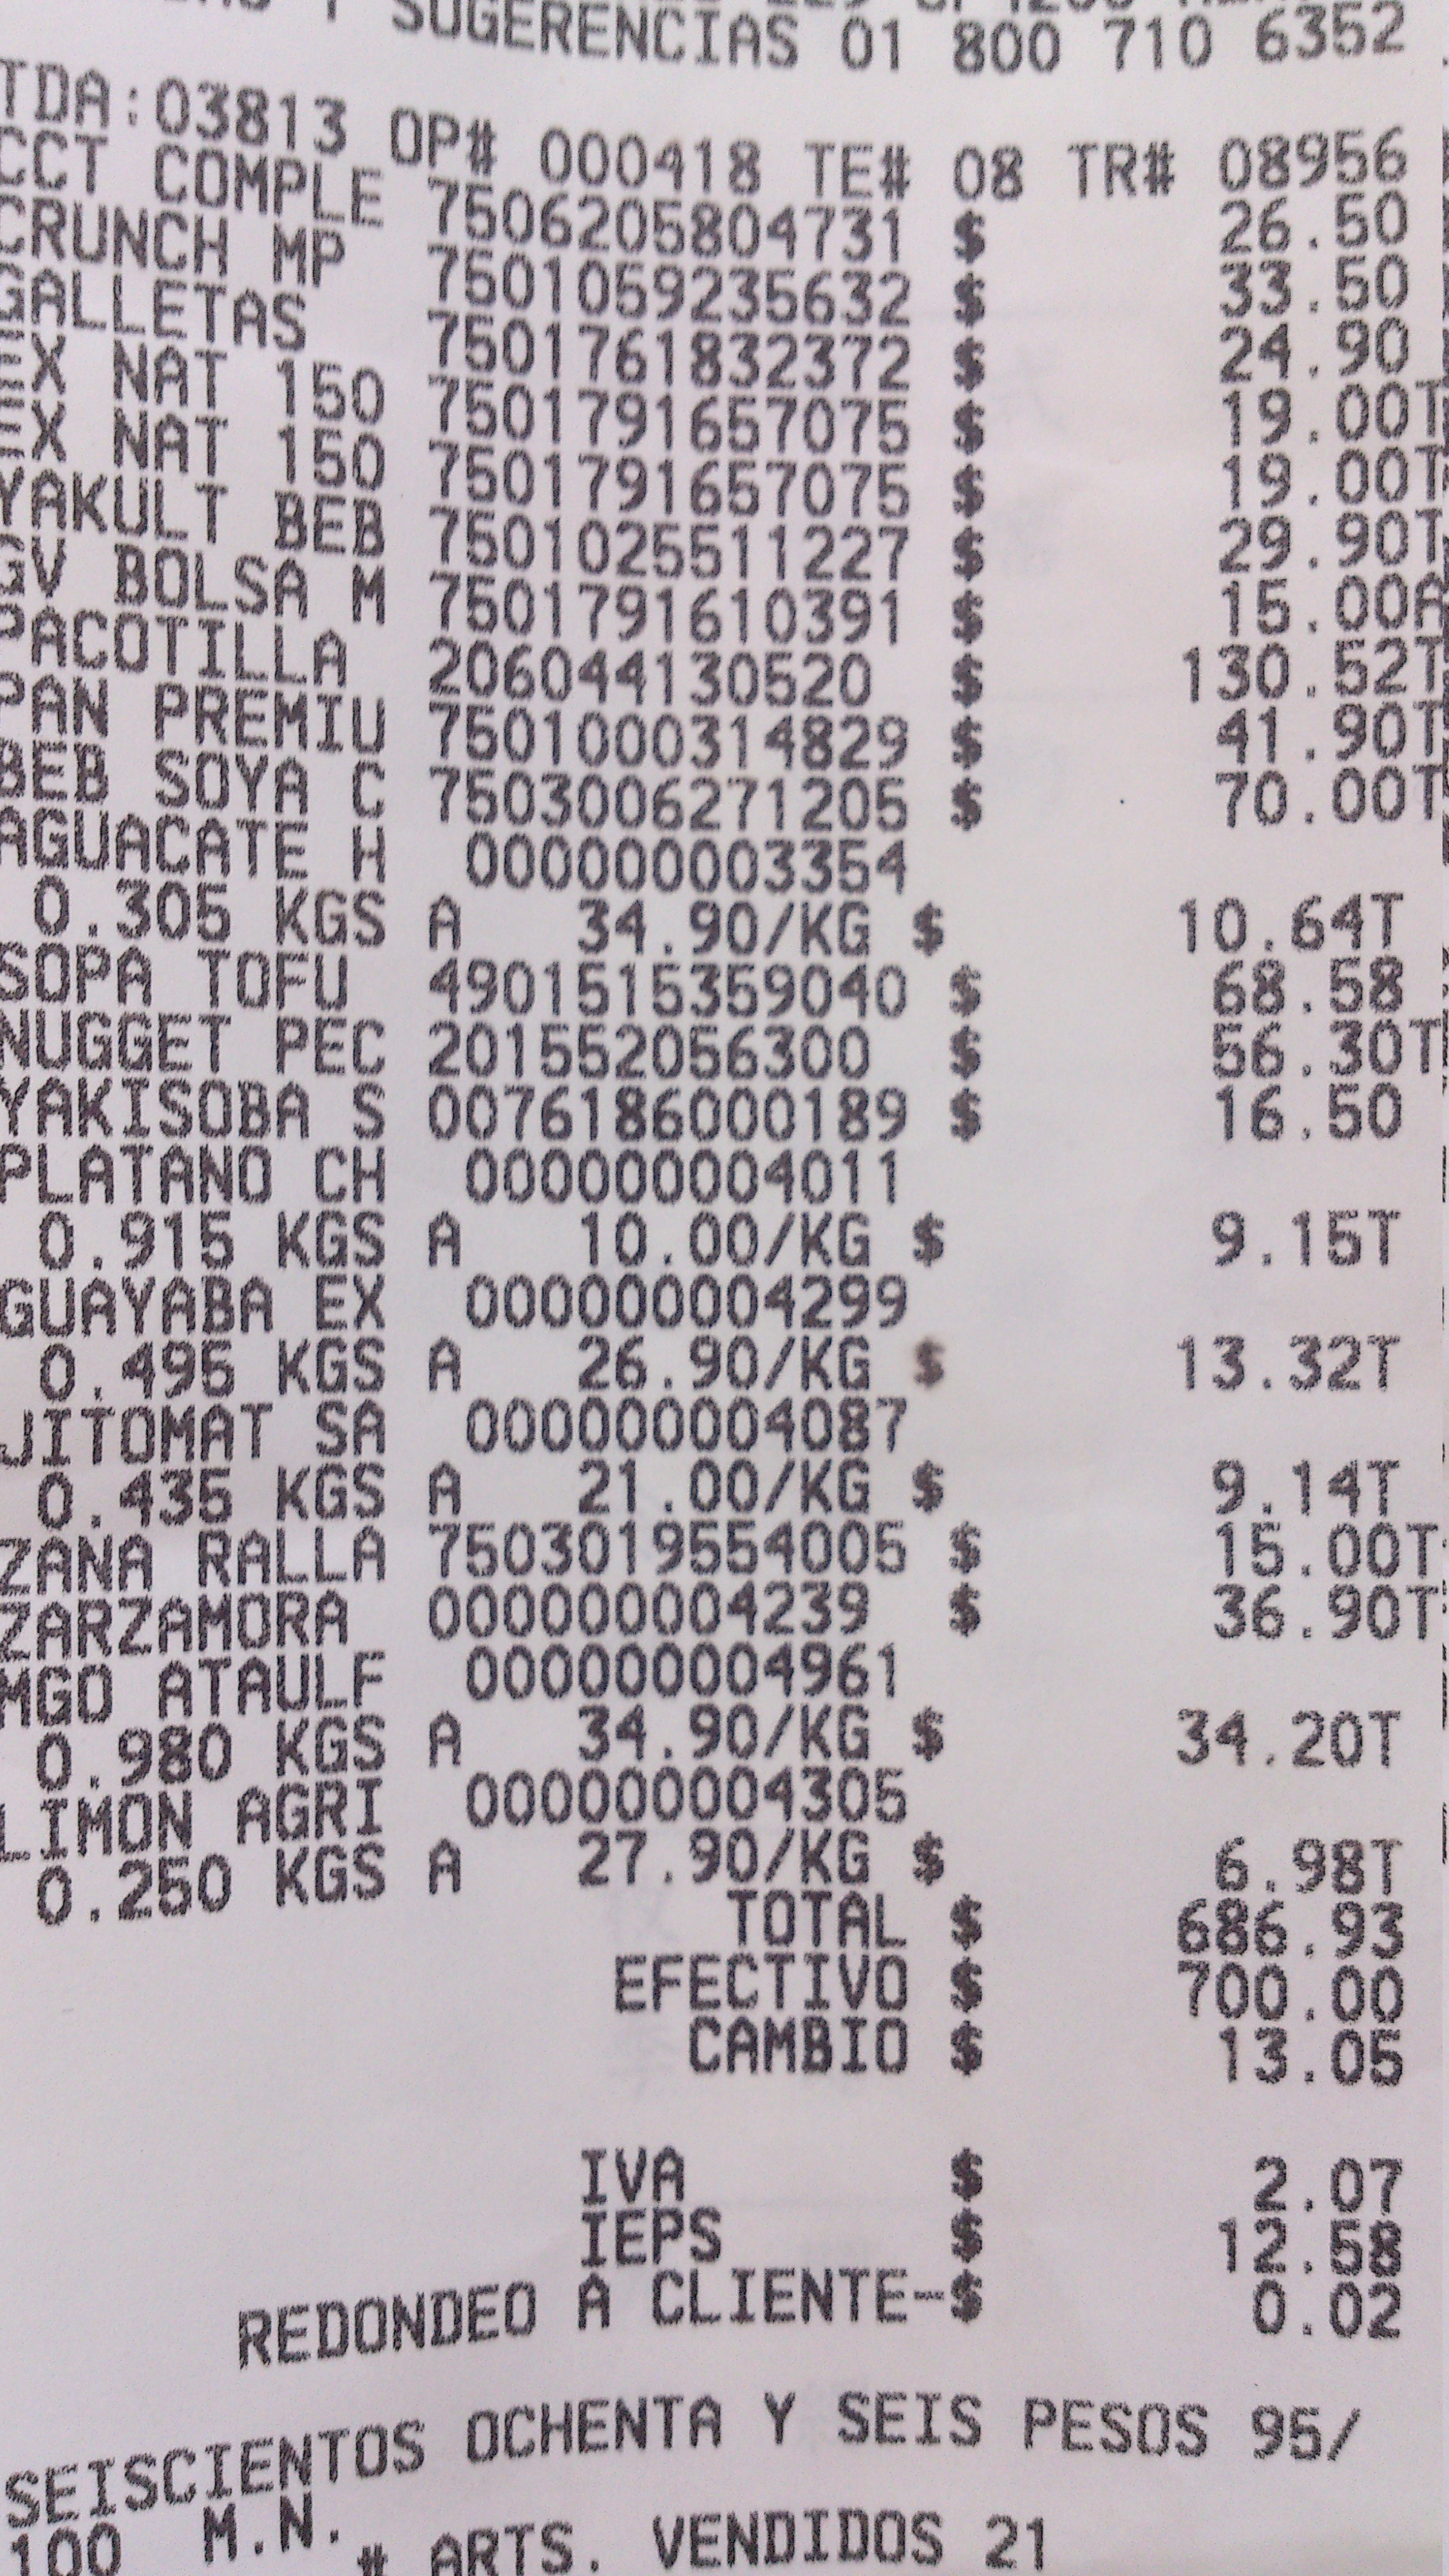 Y SUGERENCIAS 01 800 710 6352
TDA:03813 OP# 000418 TE# 08 TR# 08956
CCT COMPLE 7506205804731 $ 26.50
CRUNCH MP 7501059235632 $ 33.50
GALLETAS 7501761832372 $ 24.90
EX NAT 150 7501791657075 $ 19.00T
EX NAT 150 7501791657075 $ 19.00T
YAKULT BEB 7501025511227 $ 29.90T
GV BOLSA M 7501791610391 $ 15.00A
PACOTILLA 206044130520 $ 130.52T
PAN PREMIU 7501000314829 $ 41.90T
BEB SOYA C 7503006271205 $ 70.00T
AGUACATE H 000000003354
0.305 KGS A 34.90/KG $ 10.64T
SOPA TOFU 4901515359040 $ 68.58
NUGGET PEC 201552056300 $ 56.30T
YAKISOBA S 0076186000189 $ 16.50
PLATANO CH 000000004011
0.915 KGS A 10.00/KG $ 9.15T
GUAYABA EX 000000004299
0.495 KGS A 26.90/KG $ 13.32T
JITOMAT SA 000000004087
0.435 KGS A 21.00/KG $ 9.14T
ZANA RALLA 7503019554005 $ 15.00T
ZARZAMORA 000000004239 $ 36.90T
MGO ATAULF 000000004961
0.980 KGS A 34.90/KG $ 34.20T
LIMON AGRI 000000004305
0.250 KGS A 27.90/KG $ 6.98T
TOTAL $ 686.93
EFECTIVO $ 700.00
CAMBIO $ 13.05
IVA $ 2.07
IEPS $ 12.58
REDONDEO A CLIENTE-$ 0.02
SEISCIENTOS OCHENTA Y SEIS PESOS 95/
100 M.N.
# ARTS. VENDIDOS 21